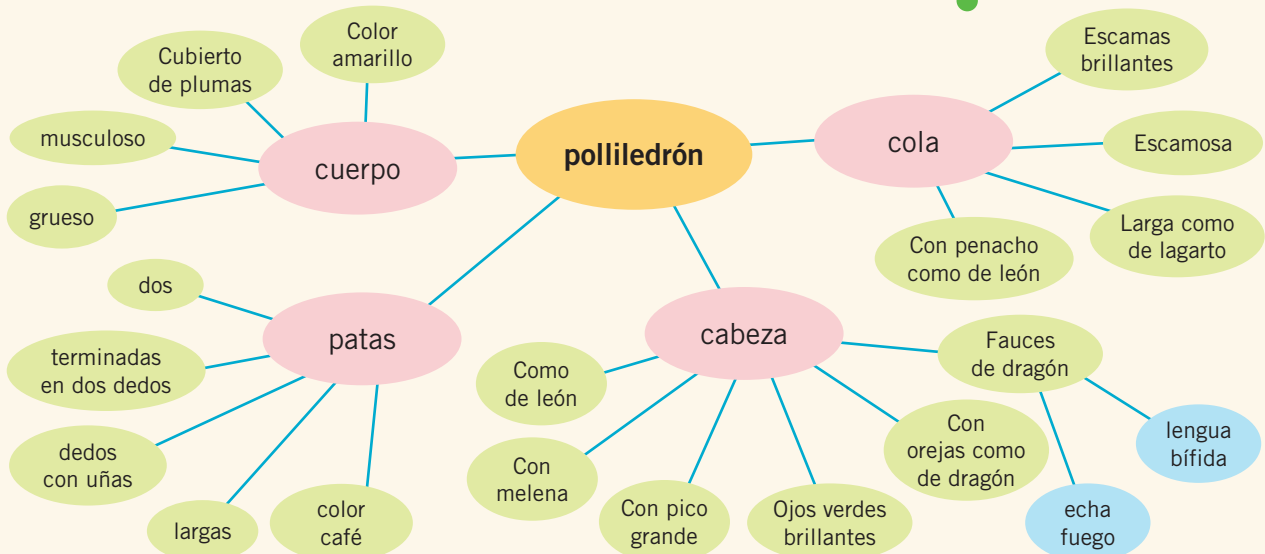 polliledrón
cuerpo
Color
amarillo
Cubierto
de plumas
musculoso
grueso
cola
Escamas
brillantes
Escamosa
Larga como
de lagarto
Con penacho
como de león
patas
dos
terminadas
en dos dedos
dedos
con uñas
largas
color
café
cabeza
Como
de león
Con
melena
Con pico
grande
Ojos verdes
brillantes
Con
orejas como
de dragón
Fauces
de dragón
echa
fuego
lengua
bífida